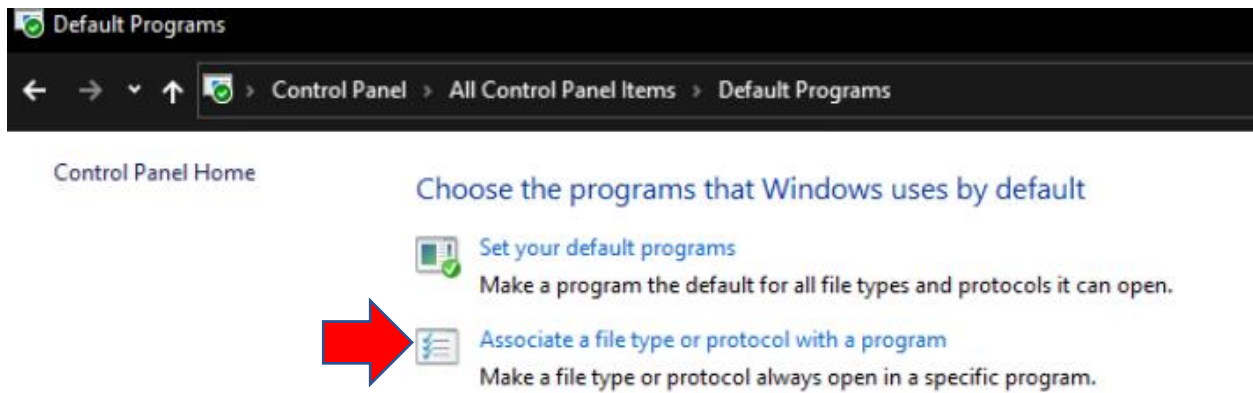 Default Programs
Control Panel > All Control Panel Items > Default Programs
Control Panel Home
Choose the programs that Windows uses by default
Set your default programs
Make a program the default for all file types and protocols it can open.
Associate a file type or protocol with a program
Make a file type or protocol always open in a specific program.